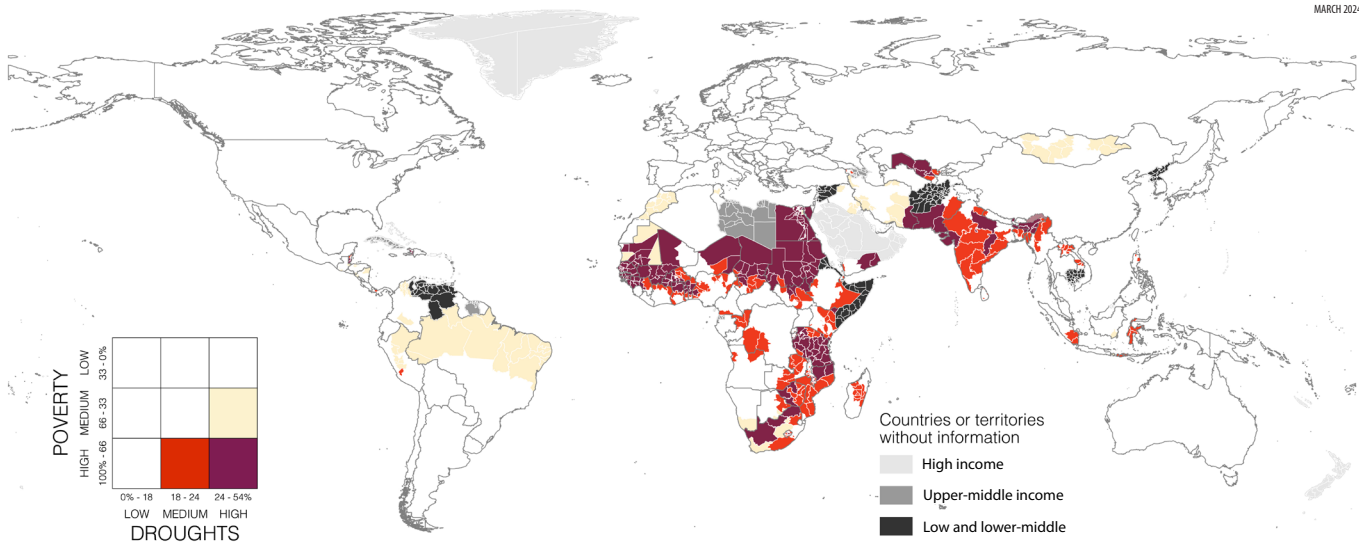 MARCH 2024
POVERTY
LOW
33 - 0%
MEDIUM
66 - 33
HIGH
100% - 66
0% - 18
18 - 24
24 - 54%
LOW
MEDIUM
HIGH
DROUGHTS
Countries or territories
without information
High income
Upper-middle income
Low and lower-middle